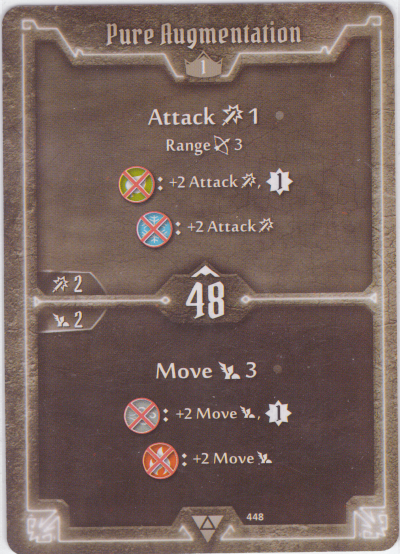 Pure Augmentation
1
Attack 1
Range 3
: +2 Attack, 1
: +2 Attack
2
48
2
Move 3
: +2 Move, 1
: +2 Move
448